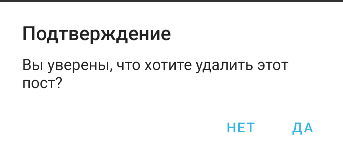 Подтверждение
Вы уверены, что хотите удалить этот
пост?
НЕТ ДА